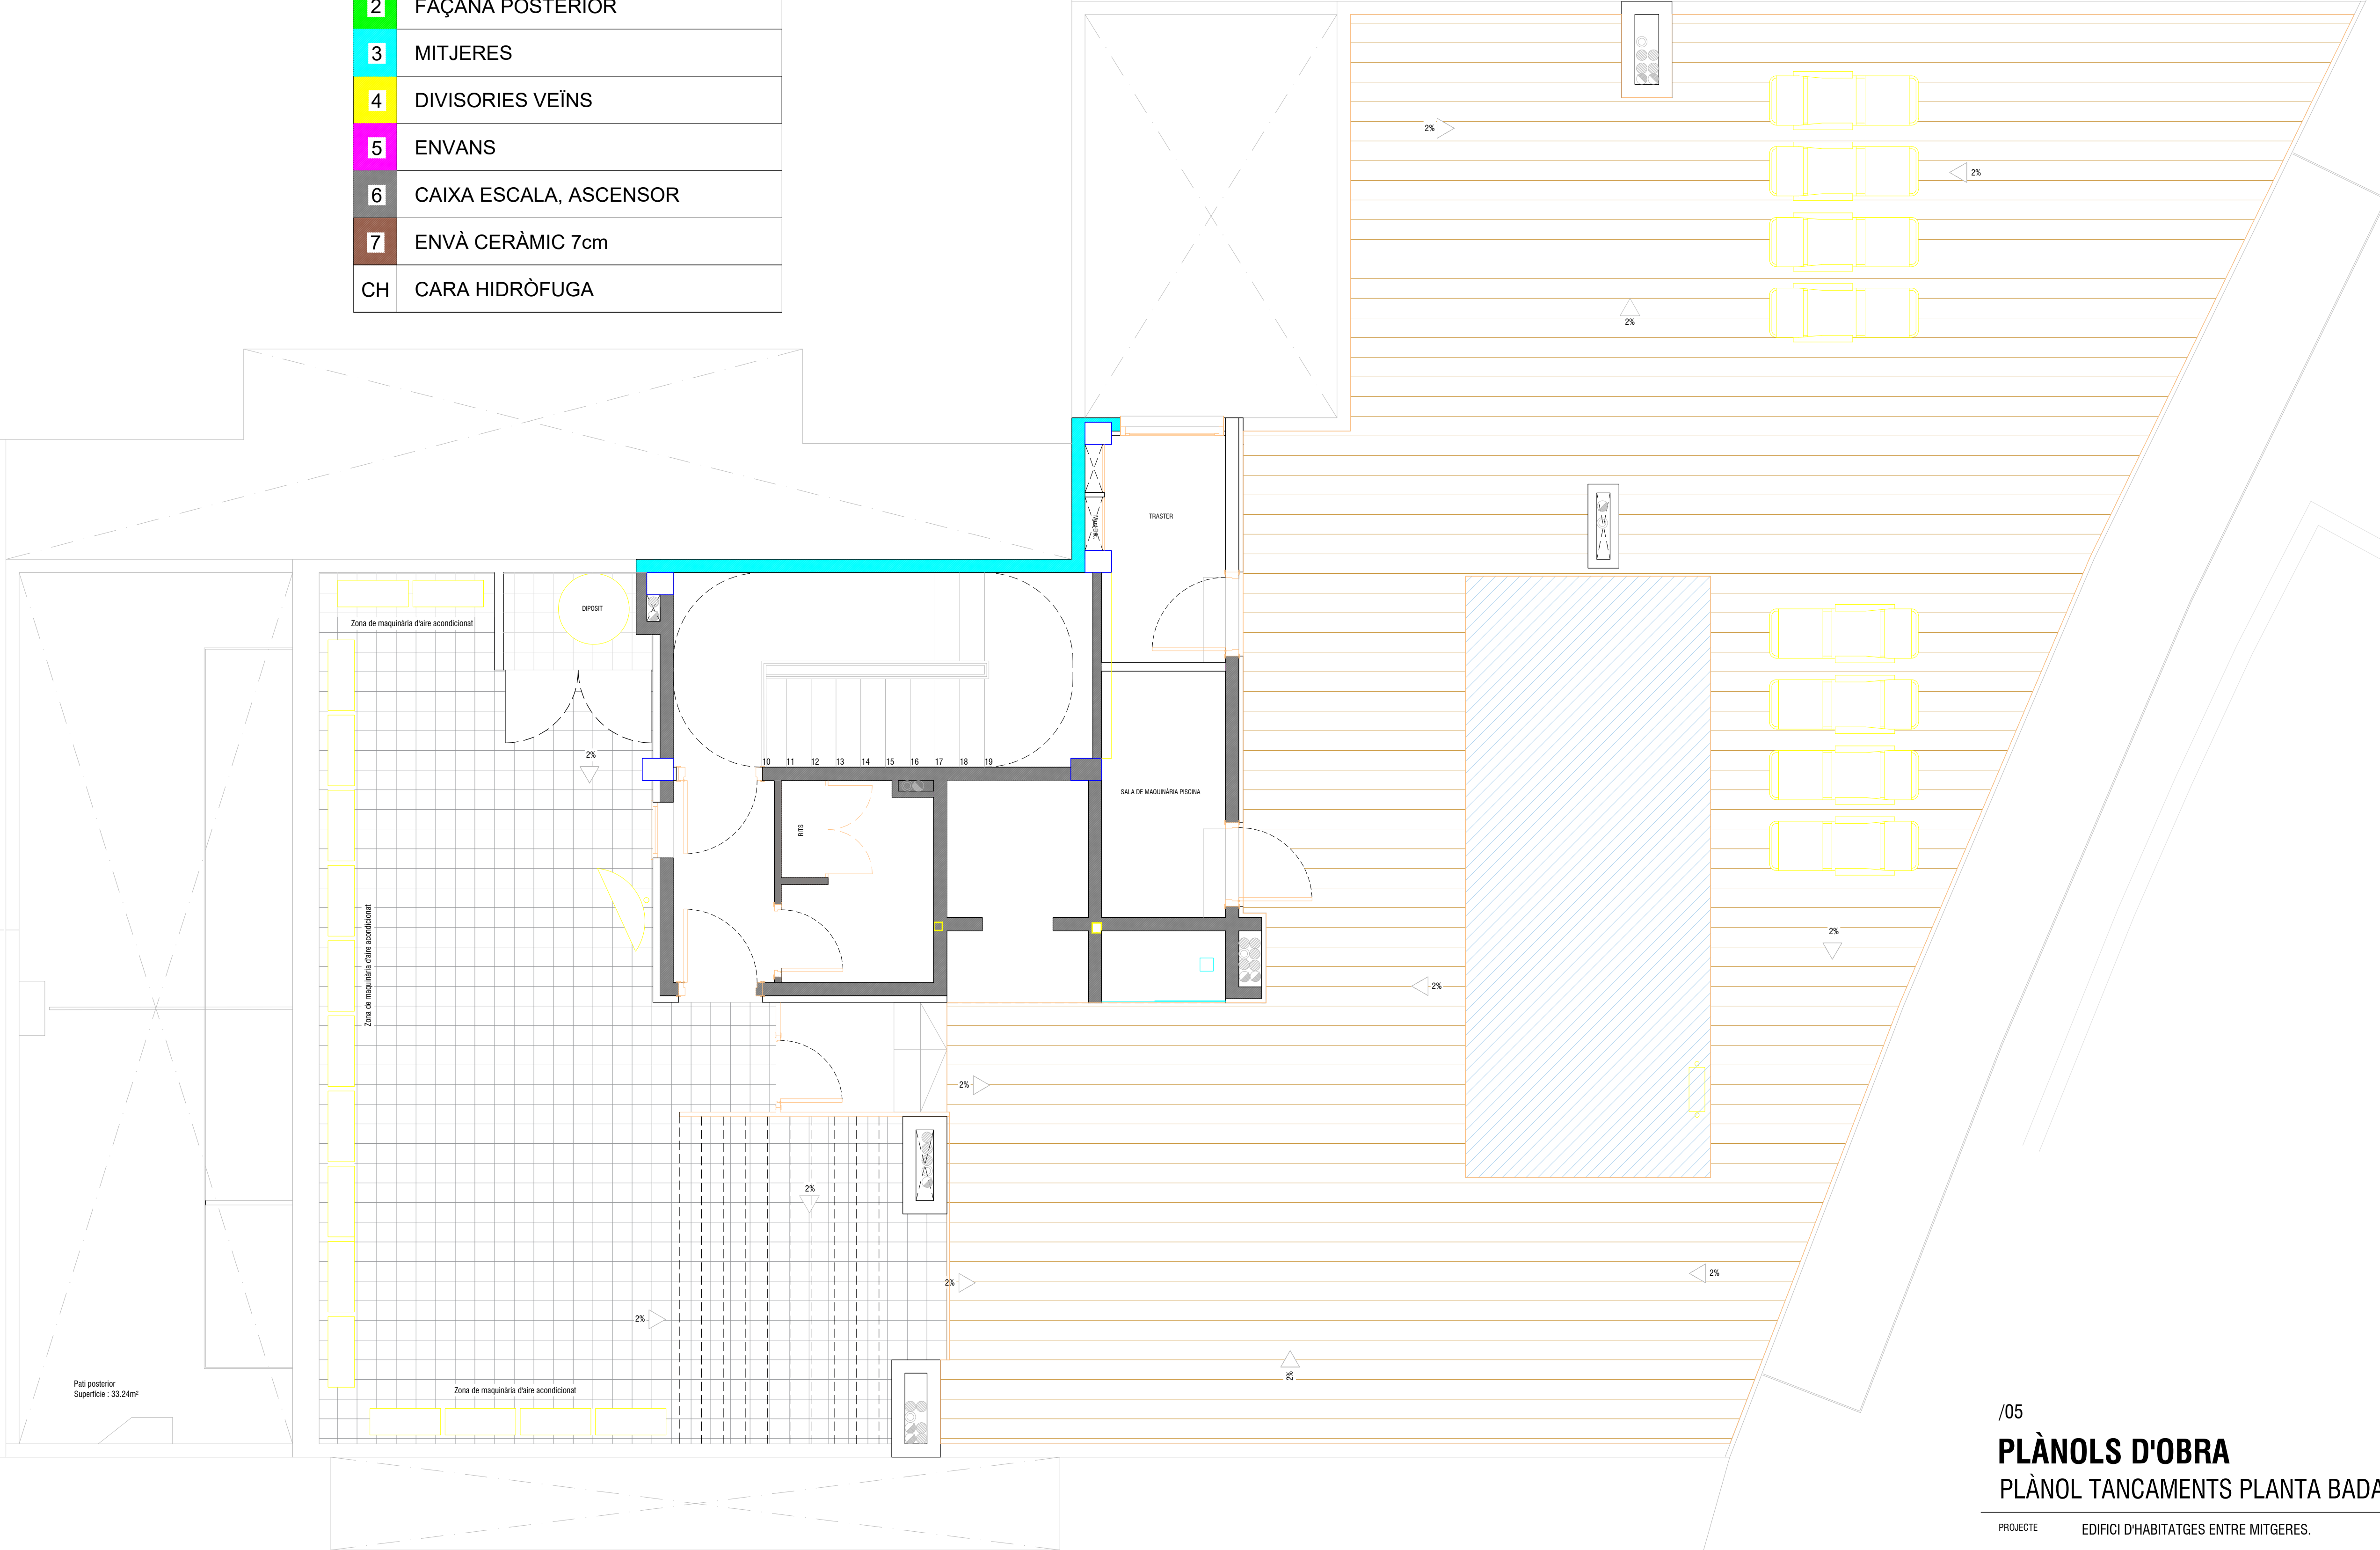 2 FAÇANA POSTERIOR
3 MITJERES
4 DIVISORIES VEÏNS
5 ENVANS
6 CAIXA ESCALA, ASCENSOR
7 ENVÀ CERÀMIC 7cm
CH CARA HIDRÒFUGA
2%
2%
2%
TRASTER
DIPOSIT
Zona de maquinària d'aire acondicionat
2%
10 11 12 13 14 15 16 17 18 19
SALA DE MAQUINÀRIA PISCINA
RITS
Zona de maquinària d'aire acondicionat
2%
2%
2%
2%
2%
2%
2%
2%
Pati posterior
Superfície : 33.24m²
Zona de maquinària d'aire acondicionat
/05
PLÀNOLS D'OBRA
PLÀNOL TANCAMENTS PLANTA BADA
PROJECTE EDIFICI D'HABITATGES ENTRE MITGERES.